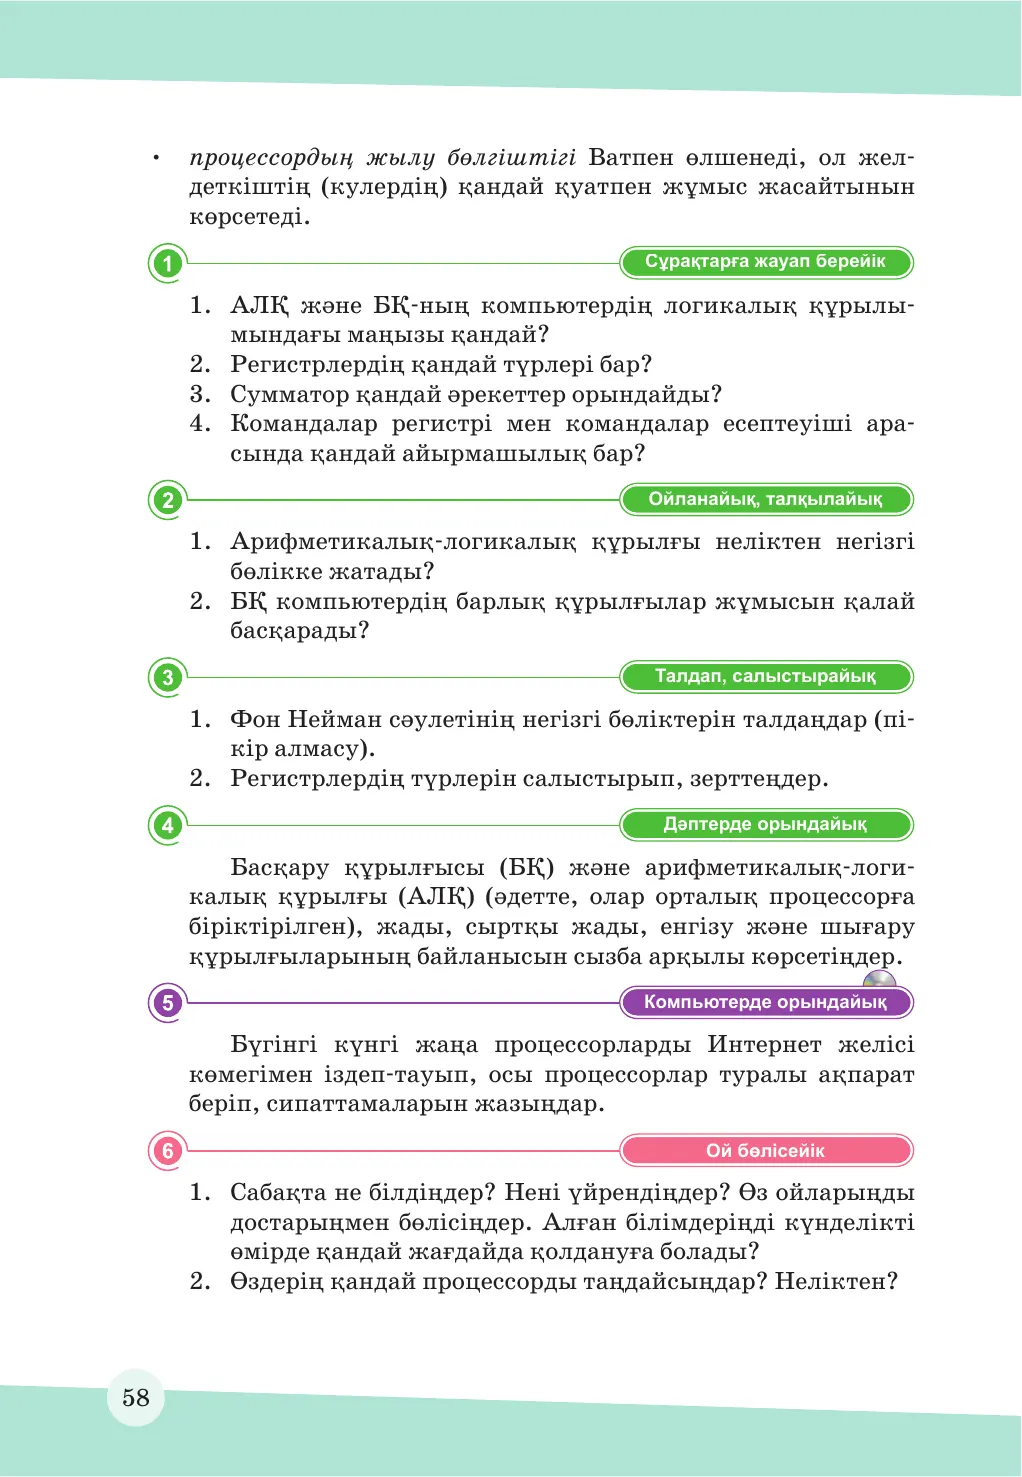 • процессордың жылу бөлгіштігі Ватпен өлшенеді, ол жел-
деткіштің (кулердің) қандай қуатпен жұмыс жасайтынын
көрсетеді.
1 Сұрақтарға жауап берейік
1. АЛҚ және БҚ-ның компьютердің логикалық құрылы-
мындағы маңызы қандай?
2. Регистрлердің қандай түрлері бар?
3. Сумматор қандай әрекеттер орындайды?
4. Командалар регистрі мен командалар есептеуіші ара-
сында қандай айырмашылық бар?
2 Ойланайық, талқылайық
1. Арифметикалық-логикалық құрылғы неліктен негізгі
бөлікке жатады?
2. БҚ компьютердің барлық құрылғылар жұмысын қалай
басқарады?
3 Талдап, салыстырайық
1. Фон Нейман сәулетінің негізгі бөліктерін талдаңдар (пі-
кір алмасу).
2. Регистрлердің түрлерін салыстырып, зерттеңдер.
4 Дәптерде орындайық
Басқару құрылғысы (БҚ) және арифметикалық-логи-
калық құрылғы (АЛҚ) (әдетте, олар орталық процессорға
біріктірілген), жады, сыртқы жады, енгізу және шығару
құрылғыларының байланысын сызба арқылы көрсетіңдер.
5 Компьютерде орындайық
Бүгінгі күнгі жаңа процессорларды Интернет желісі
көмегімен іздеп-тауып, осы процессорлар туралы ақпарат
беріп, сипаттамаларын жазыңдар.
6 Ой бөлісейік
1. Сабақта не білдіңдер? Нені үйрендіңдер? Өз ойларыңды
достарыңмен бөлісіңдер. Алған білімдеріңді күнделікті
өмірде қандай жағдайда қолдануға болады?
2. Өздерің қандай процессорды таңдайсыңдар? Неліктен?
58